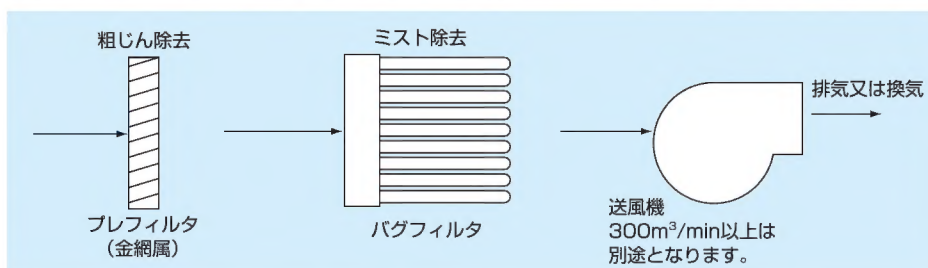 粗じん除去
プレフィルタ
（金網属）
ミスト除去
バグフィルタ
排気又は換気
送風機
300m³/min以上は
別途となります。